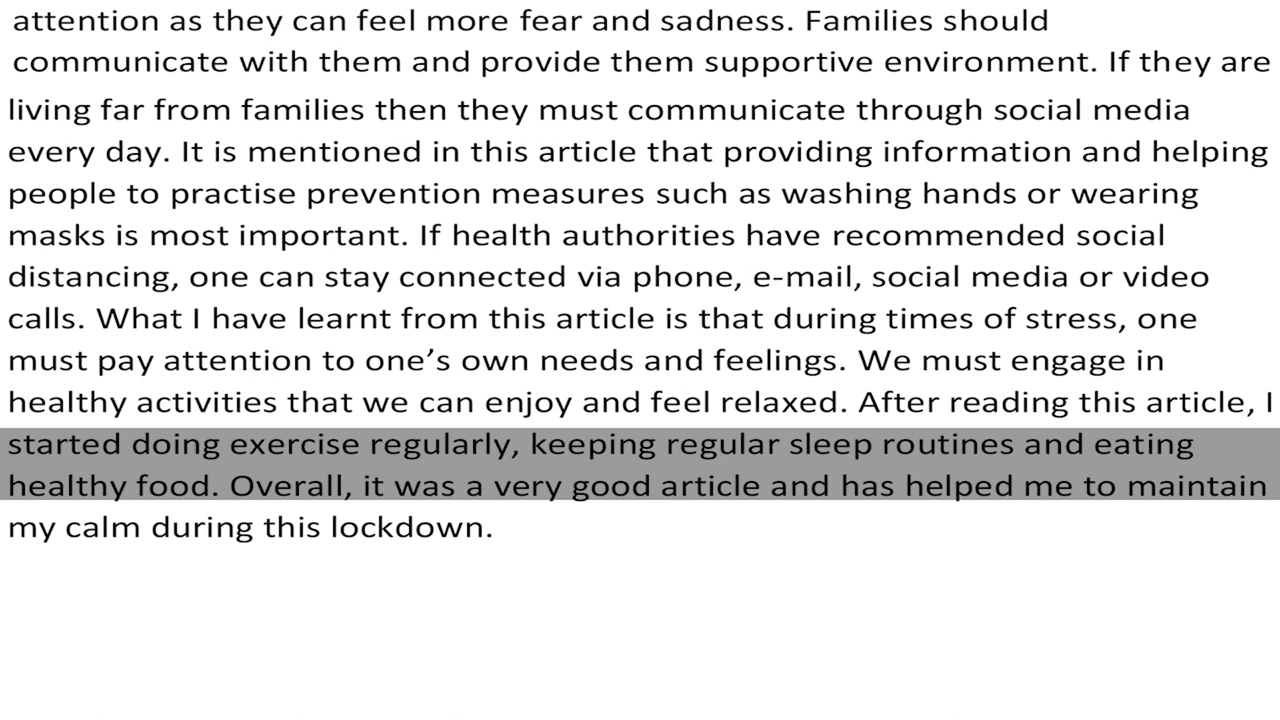 attention as they can feel more fear and sadness. Families should
communicate with them and provide them supportive environment. If they are
living far from families then they must communicate through social media
every day. It is mentioned in this article that providing information and helping
people to practise prevention measures such as washing hands or wearing
masks is most important. If health authorities have recommended social
distancing, one can stay connected via phone, e-mail, social media or video
calls. What I have learnt from this article is that during times of stress, one
must pay attention to one’s own needs and feelings. We must engage in
healthy activities that we can enjoy and feel relaxed. After reading this article, I
started doing exercise regularly, keeping regular sleep routines and eating
healthy food. Overall, it was a very good article and has helped me to maintain
my calm during this lockdown.